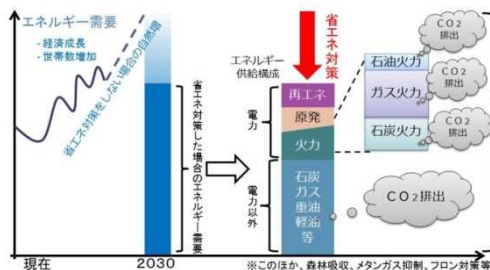 エネルギー需要
- 経済成長
- 世帯数増加
省エネ対策をしない場合の自然増
現在
2030
省エネ対策した場合のエネルギー需要
省エネ対策
エネルギー
供給構成
電力
電力以外
再エネ
原発
火力
石炭
ガス
重油
軽油
等
石油火力
ガス火力
石炭火力
CO2
排出
CO2
排出
CO2
排出
CO2排出
※このほか、森林吸収、メタンガス抑制、フロン対策等